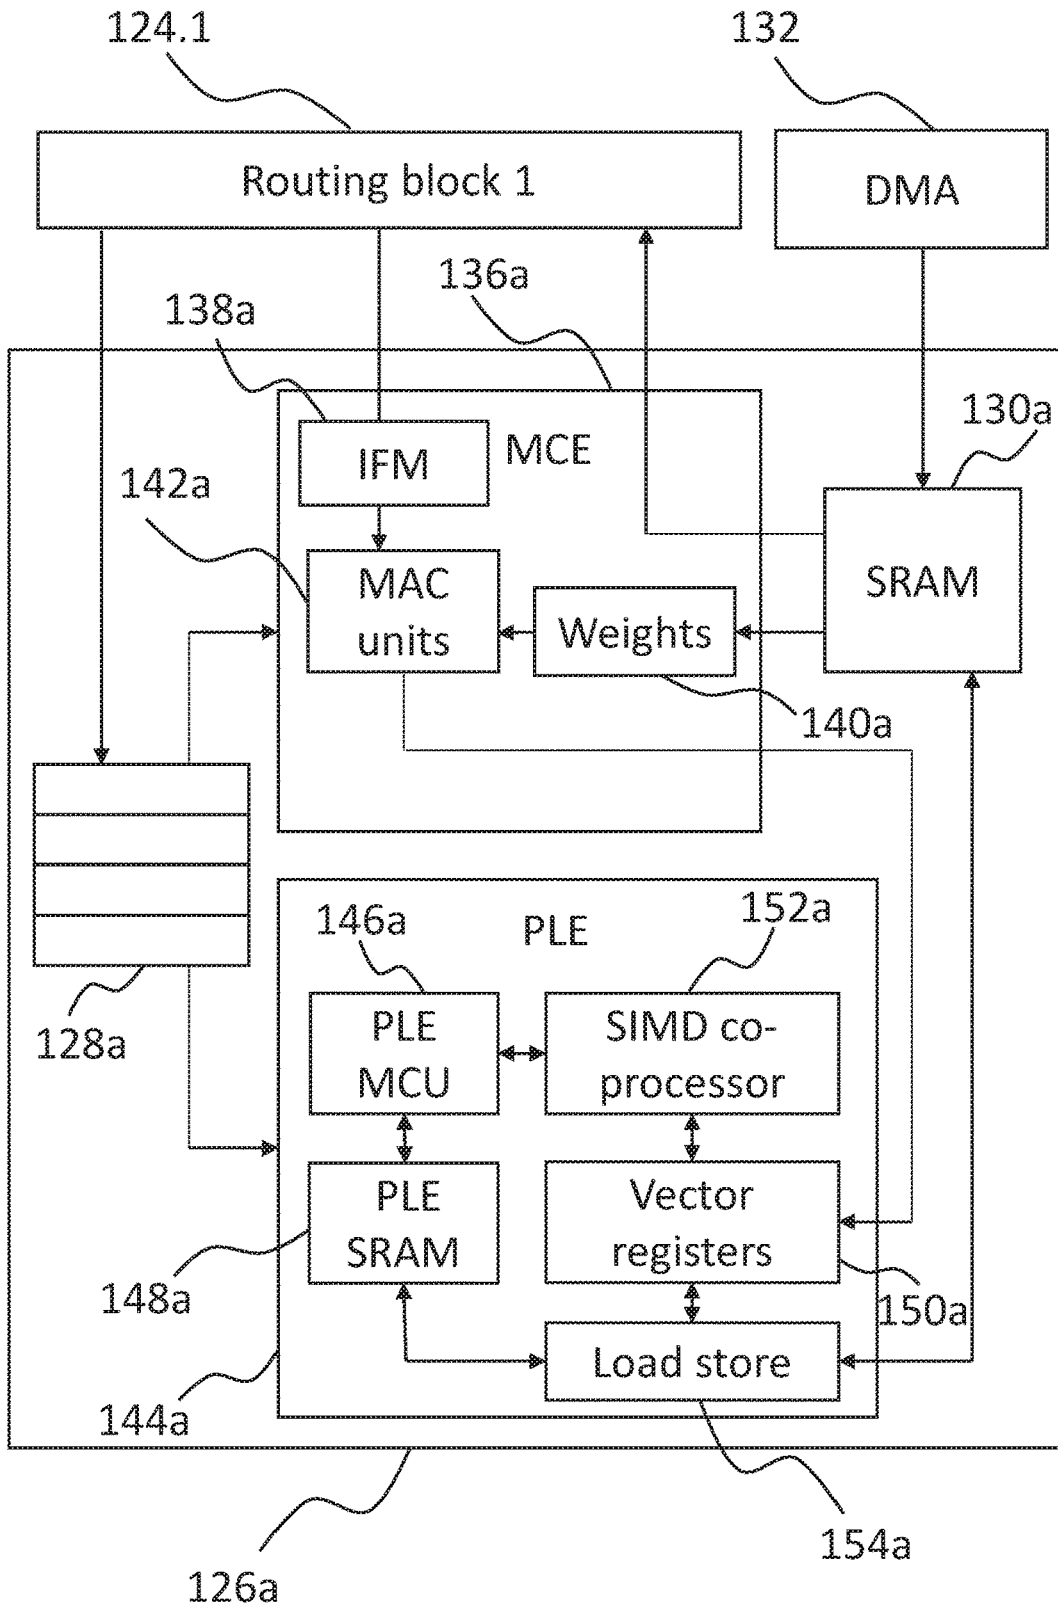 124.1
132
Routing block 1
DMA
136a
138a
130a
IFM
MCE
142a
MAC
units
SRAM
Weights
140a
146a
PLE
152a
128a
PLE
MCU
SIMD co-
processor
PLE
SRAM
Vector
registers
148a
150a
Load store
144a
154a
126a